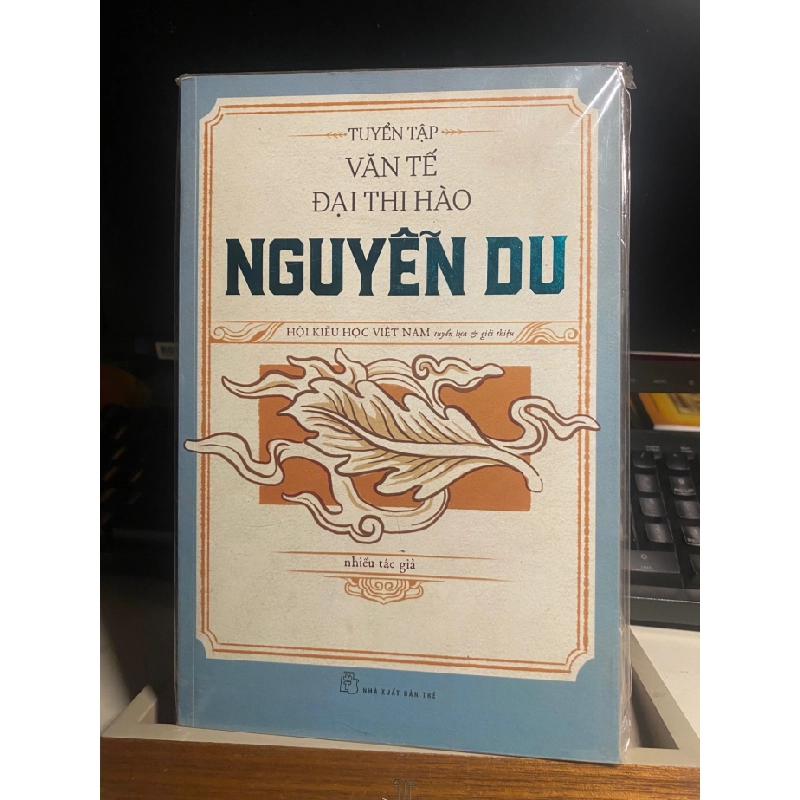 TUYỂN TẬP
VĂN TẾ
ĐẠI THI HÀO
NGUYỄN DU
HỘI KIỀU HỌC VIỆT NAM tuyển lựa & giới thiệu
nhiều tác giả
NHÀ XUẤT BẢN TRẺ